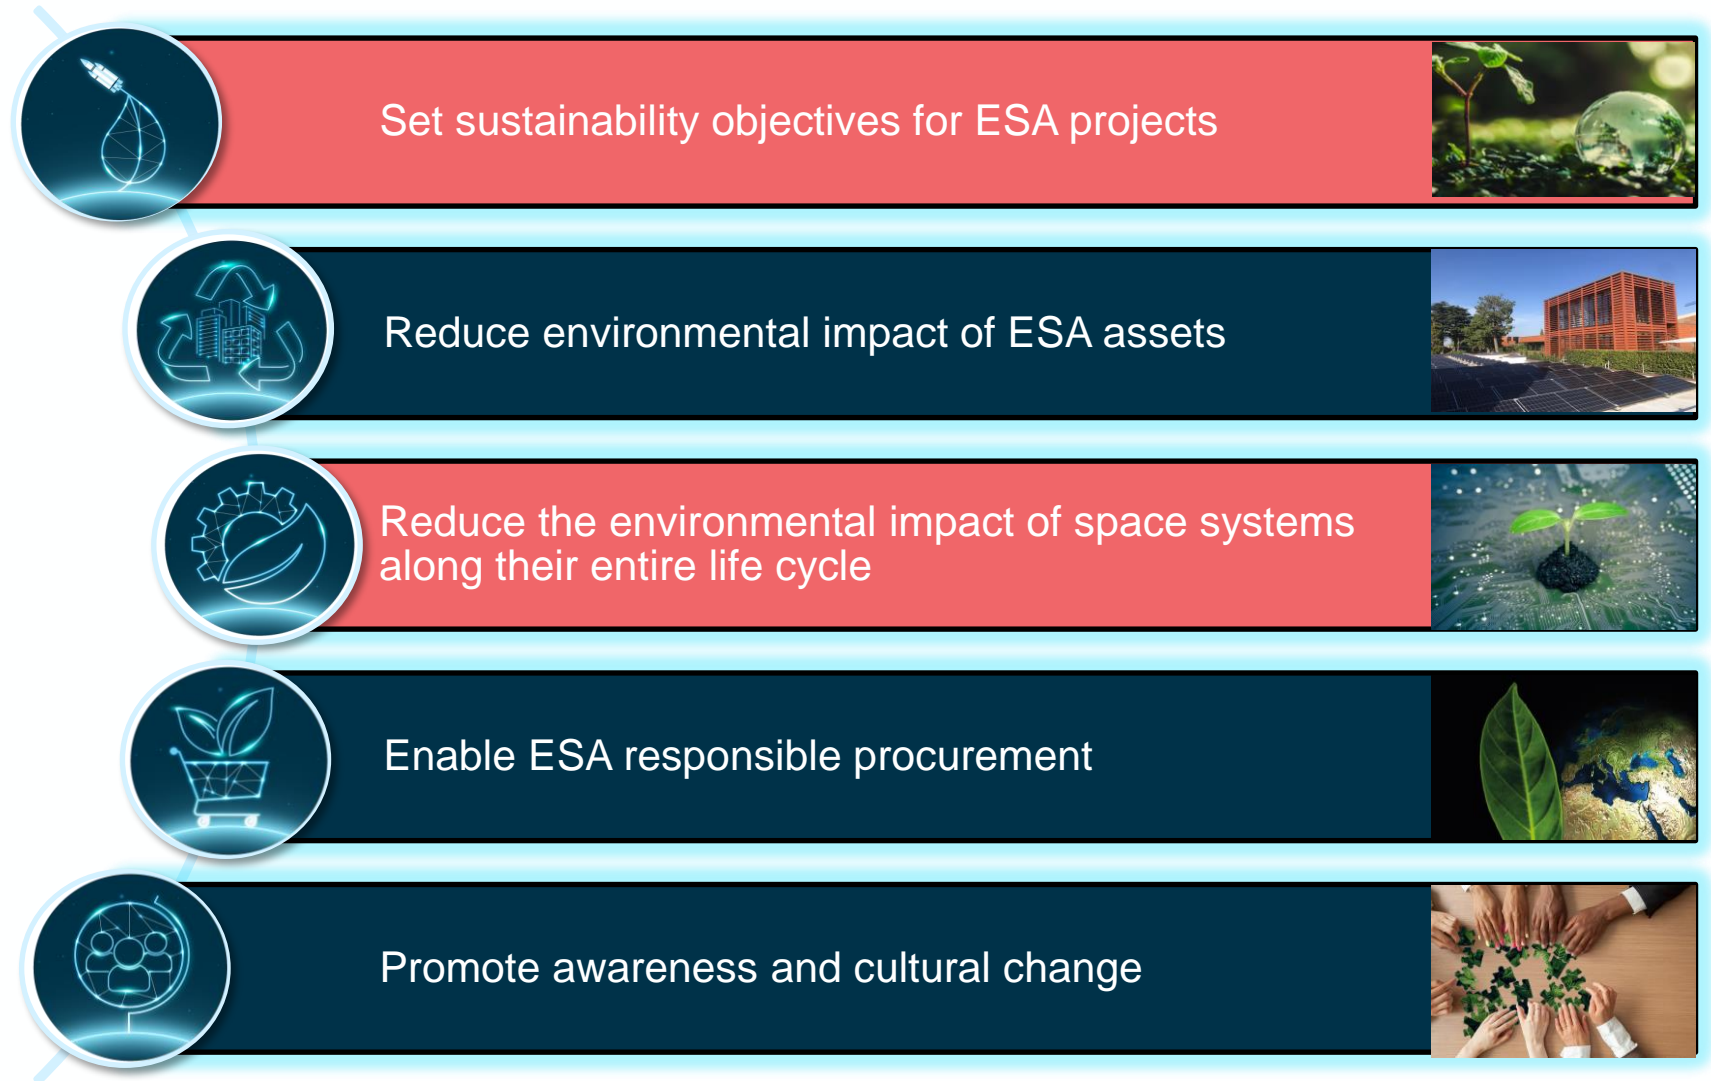 Set sustainability objectives for ESA projects
Reduce environmental impact of ESA assets
Reduce the environmental impact of space systems
along their entire life cycle
Enable ESA responsible procurement
Promote awareness and cultural change